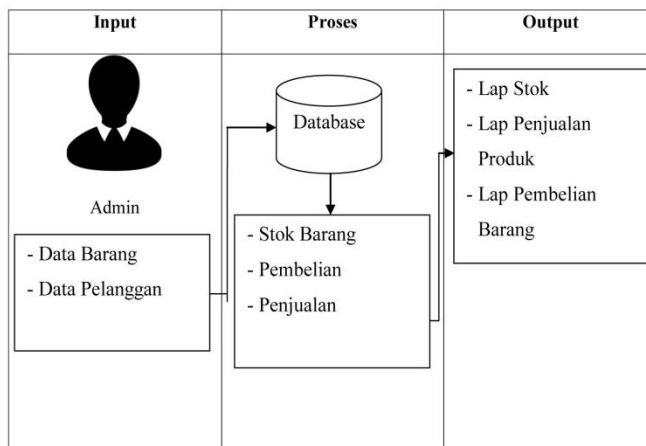 Input
Proses
Output
Admin
- Data Barang
- Data Pelanggan
Database
- Stok Barang
- Pembelian
- Penjualan
- Lap Stok
- Lap Penjualan
Produk
- Lap Pembelian
Barang